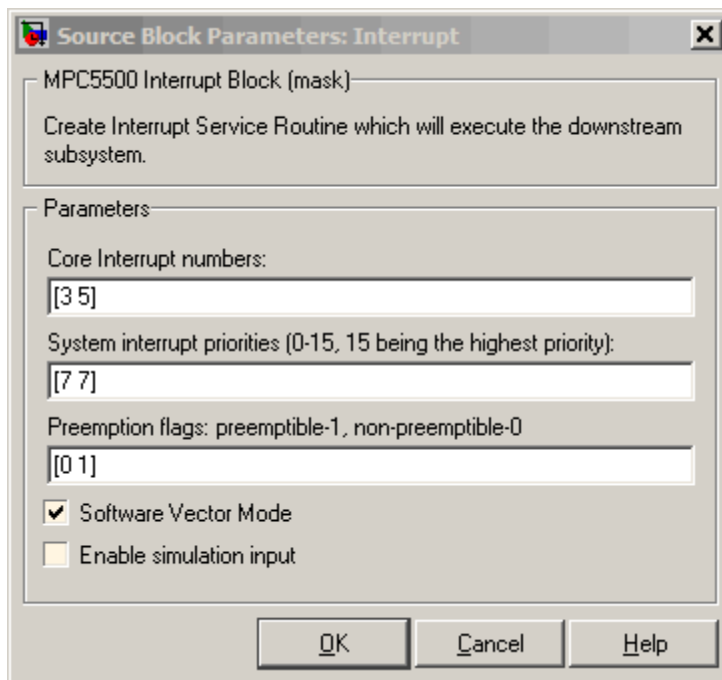 Source Block Parameters: Interrupt
MPC5500 Interrupt Block (mask)
Create Interrupt Service Routine which will execute the downstream
subsystem.
Parameters
Core Interrupt numbers:
[3 5]
System interrupt priorities (0-15, 15 being the highest priority):
[7 7]
Preemption flags: preemptible-1, non-preemptible-0
[0 1]
Software Vector Mode
Enable simulation input
OK Cancel Help